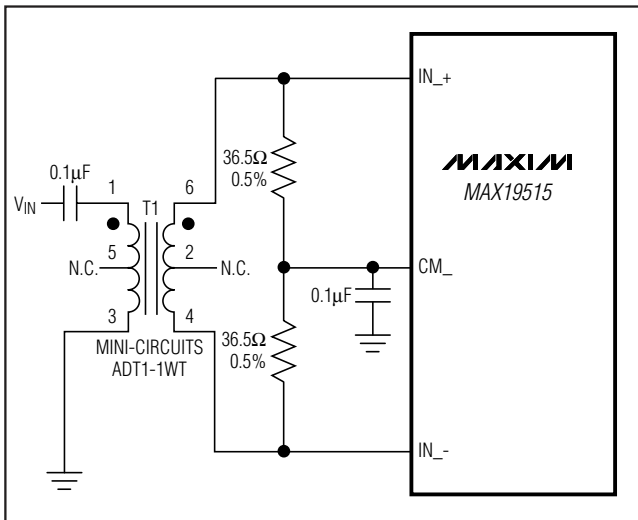 IN_+
36.5Ω
0.5%
MAXIM
MAX19515
0.1µF
1
6
VIN
T1
5
2
N.C.
N.C.
CM_
0.1µF
3
4
36.5Ω
0.5%
MINI-CIRCUITS
ADT1-1WT
IN_-